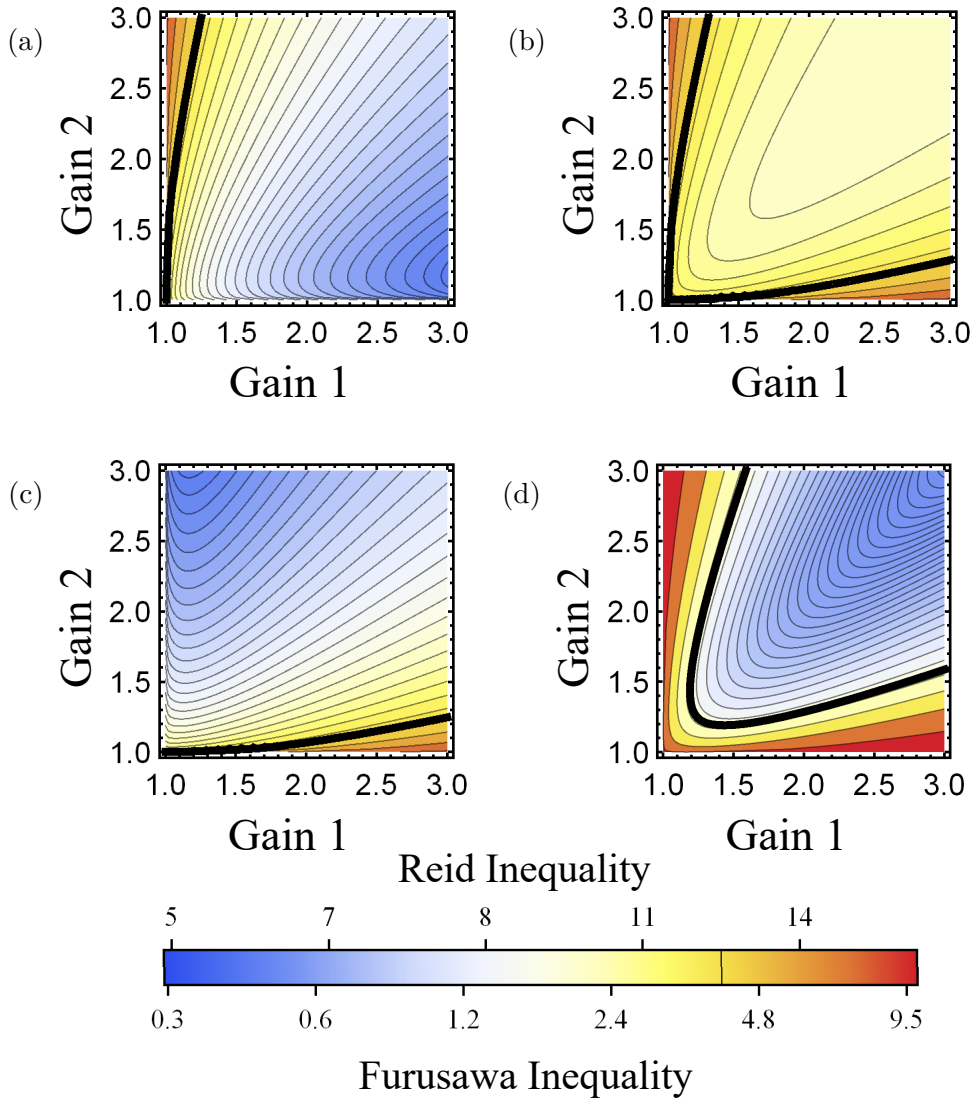 (a)
3.0
2.5
2.0
1.5
1.0
Gain 2
1.0 1.5 2.0 2.5 3.0
Gain 1
(b)
3.0
2.5
2.0
1.5
1.0
Gain 2
1.0 1.5 2.0 2.5 3.0
Gain 1
(c)
3.0
2.5
2.0
1.5
1.0
Gain 2
1.0 1.5 2.0 2.5 3.0
Gain 1
(d)
3.0
2.5
2.0
1.5
1.0
Gain 2
1.0 1.5 2.0 2.5 3.0
Gain 1
Reid Inequality
5 7 8 11 14
0.3 0.6 1.2 2.4 4.8 9.5
Furusawa Inequality